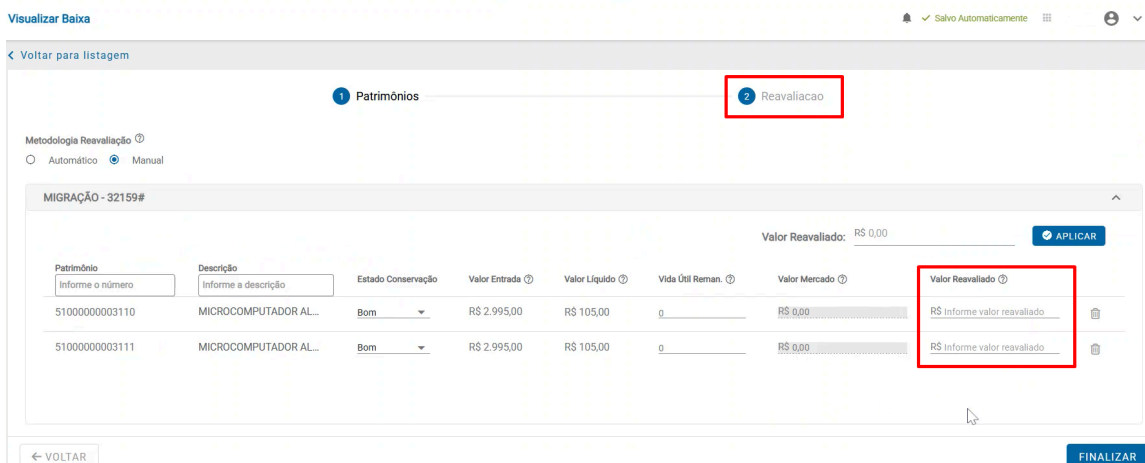 Visualizar Baixa
Salvo Automaticamente
Voltar para listagem
1 Patrimônios
2 Reavaliacao
Metodologia Reavaliação
Automático Manual
MIGRAÇÃO - 32159#
Valor Reavaliado: R$ 0,00 APLICAR
Patrimônio Descrição Estado Conservação Valor Entrada Valor Líquido Vida Útil Reman. Valor Mercado Valor Reavaliado
Informe o número Informe a descrição
51000000003110 MICROCOMPUTADOR AL... Bom R$ 2.995,00 R$ 105,00 0 R$ 0,00 R$ Informe valor reavaliado
51000000003111 MICROCOMPUTADOR AL... Bom R$ 2.995,00 R$ 105,00 0 R$ 0,00 R$ Informe valor reavaliado
VOLTAR FINALIZAR